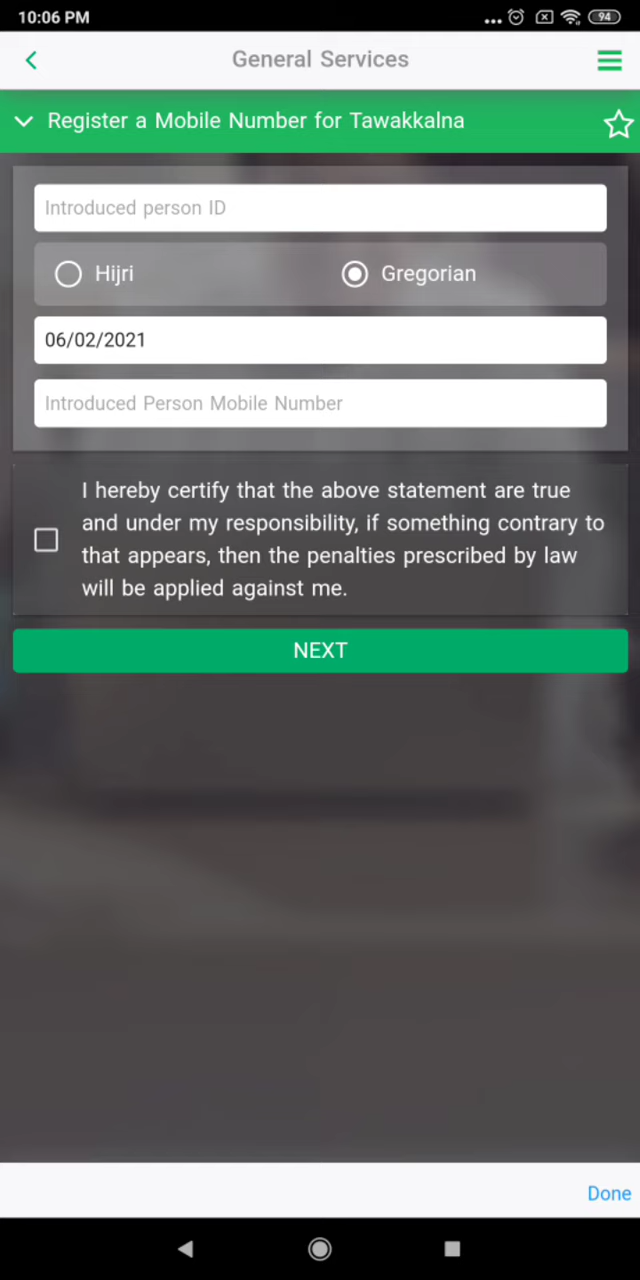 10:06 PM
94
General Services
Register a Mobile Number for Tawakkalna
Introduced person ID
Hijri
Gregorian
06/02/2021
Introduced Person Mobile Number
I hereby certify that the above statement are true
and under my responsibility, if something contrary to
that appears, then the penalties prescribed by law
will be applied against me.
NEXT
Done